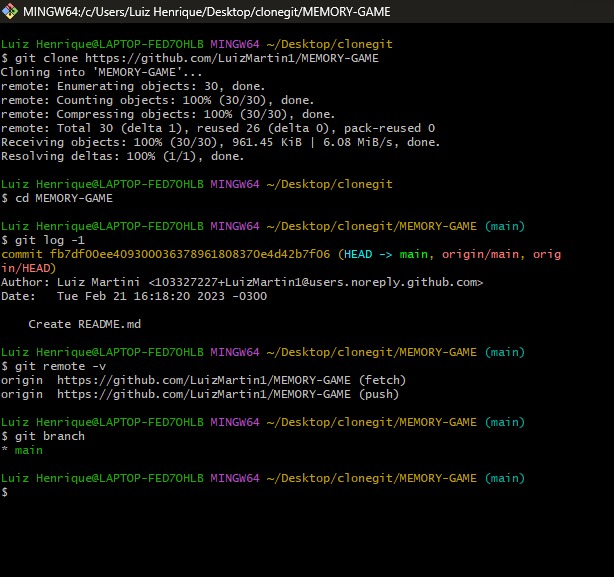 MINGW64:/c/Users/Luiz Henrique/Desktop/clonegit/MEMORY-GAME
Luiz Henrique@LAPTOP-FED7OHLB MINGW64 ~/Desktop/clonegit
$ git clone https://github.com/LuizMartin1/MEMORY-GAME
Cloning into 'MEMORY-GAME'...
remote: Enumerating objects: 30, done.
remote: Counting objects: 100% (30/30), done.
remote: Compressing objects: 100% (30/30), done.
remote: Total 30 (delta 1), reused 26 (delta 0), pack-reused 0
Receiving objects: 100% (30/30), 961.45 KiB | 6.08 MiB/s, done.
Resolving deltas: 100% (1/1), done.
Luiz Henrique@LAPTOP-FED7OHLB MINGW64 ~/Desktop/clonegit
$ cd MEMORY-GAME
Luiz Henrique@LAPTOP-FED7OHLB MINGW64 ~/Desktop/clonegit/MEMORY-GAME (main)
$ git log -1
commit fb7df00ee409300036378961808370e4d42b7f06 (HEAD -> main, origin/main, orig
in/HEAD)
Author: Luiz Martini <103327227+LuizMartin1@users.noreply.github.com>
Date:   Tue Feb 21 16:18:20 2023 -0300
    Create README.md
Luiz Henrique@LAPTOP-FED7OHLB MINGW64 ~/Desktop/clonegit/MEMORY-GAME (main)
$ git remote -v
origin  https://github.com/LuizMartin1/MEMORY-GAME (fetch)
origin  https://github.com/LuizMartin1/MEMORY-GAME (push)
Luiz Henrique@LAPTOP-FED7OHLB MINGW64 ~/Desktop/clonegit/MEMORY-GAME (main)
$ git branch
* main
Luiz Henrique@LAPTOP-FED7OHLB MINGW64 ~/Desktop/clonegit/MEMORY-GAME (main)
$